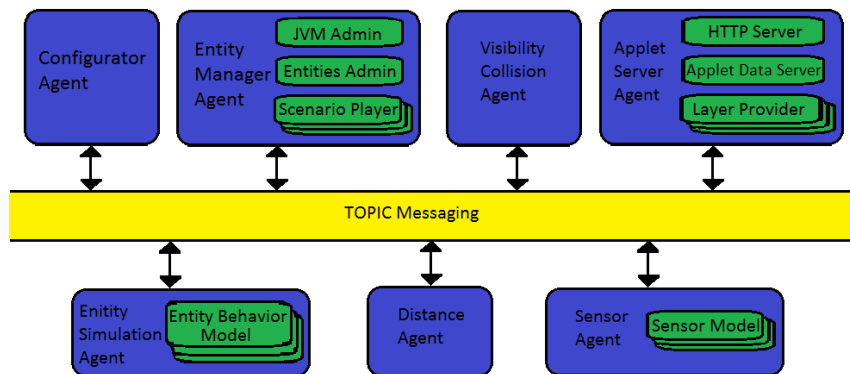 Configurator
Agent
Entity
Manager
Agent
JVM Admin
Entities Admin
Scenario Player
Visibility
Collision
Agent
Applet
Server
Agent
HTTP Server
Applet Data Server
Layer Provider
TOPIC Messaging
Enitity
Simulation
Agent
Entity Behavior
Model
Distance
Agent
Sensor
Agent
Sensor Model